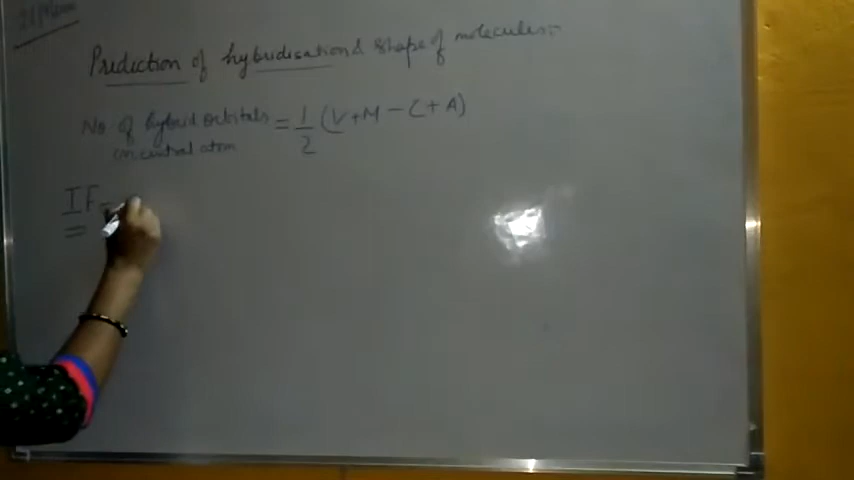 Prediction of hybridisation & shape of molecules:-
No of hybrid orbitals = 1/2 (V+M-C+A)
on central atom
IF